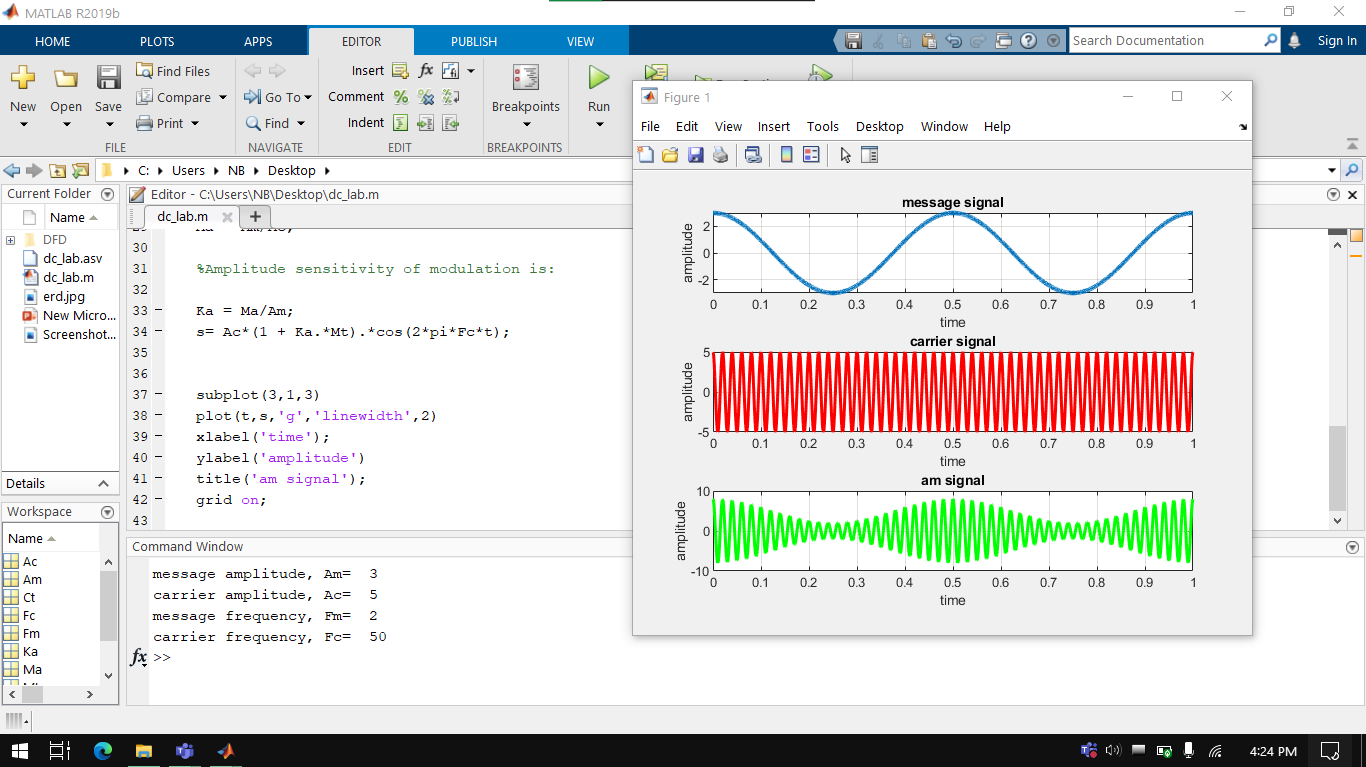 MATLAB R2019b
HOME PLOTS APPS EDITOR PUBLISH VIEW
Search Documentation
Sign In
New Open Save
Find Files
Compare
Print
FILE
Go To
Find
NAVIGATE
Insert fx
Comment
Indent
EDIT
Breakpoints
BREAKPOINTS
Run
C: Users NB Desktop
Current Folder
Name
DFD
dc_lab.asv
dc_lab.m
erd.jpg
New Micro...
Screenshot...
Details
Workspace
Name
Ac
Am
Ct
Fc
Fm
Ka
Ma
Editor - C:\Users\NB\Desktop\dc_lab.m
dc_lab.m
30
31 %Amplitude sensitivity of modulation is:
32
33 Ka = Ma/Am;
34 s= Ac*(1 + Ka.*Mt).*cos(2*pi*Fc*t);
35
36
37 subplot(3,1,3)
38 plot(t,s,'g','linewidth',2)
39 xlabel('time');
40 ylabel('amplitude')
41 title('am signal');
42 grid on;
43
Command Window
message amplitude, Am= 3
carrier amplitude, Ac= 5
message frequency, Fm= 2
carrier frequency, Fc= 50
fx >>
Figure 1
File Edit View Insert Tools Desktop Window Help
message signal
amplitude
2
0
-2
0 0.1 0.2 0.3 0.4 0.5 0.6 0.7 0.8 0.9 1
time
carrier signal
amplitude
5
0
-5
0 0.1 0.2 0.3 0.4 0.5 0.6 0.7 0.8 0.9 1
time
am signal
amplitude
10
0
-10
0 0.1 0.2 0.3 0.4 0.5 0.6 0.7 0.8 0.9 1
time
4:24 PM